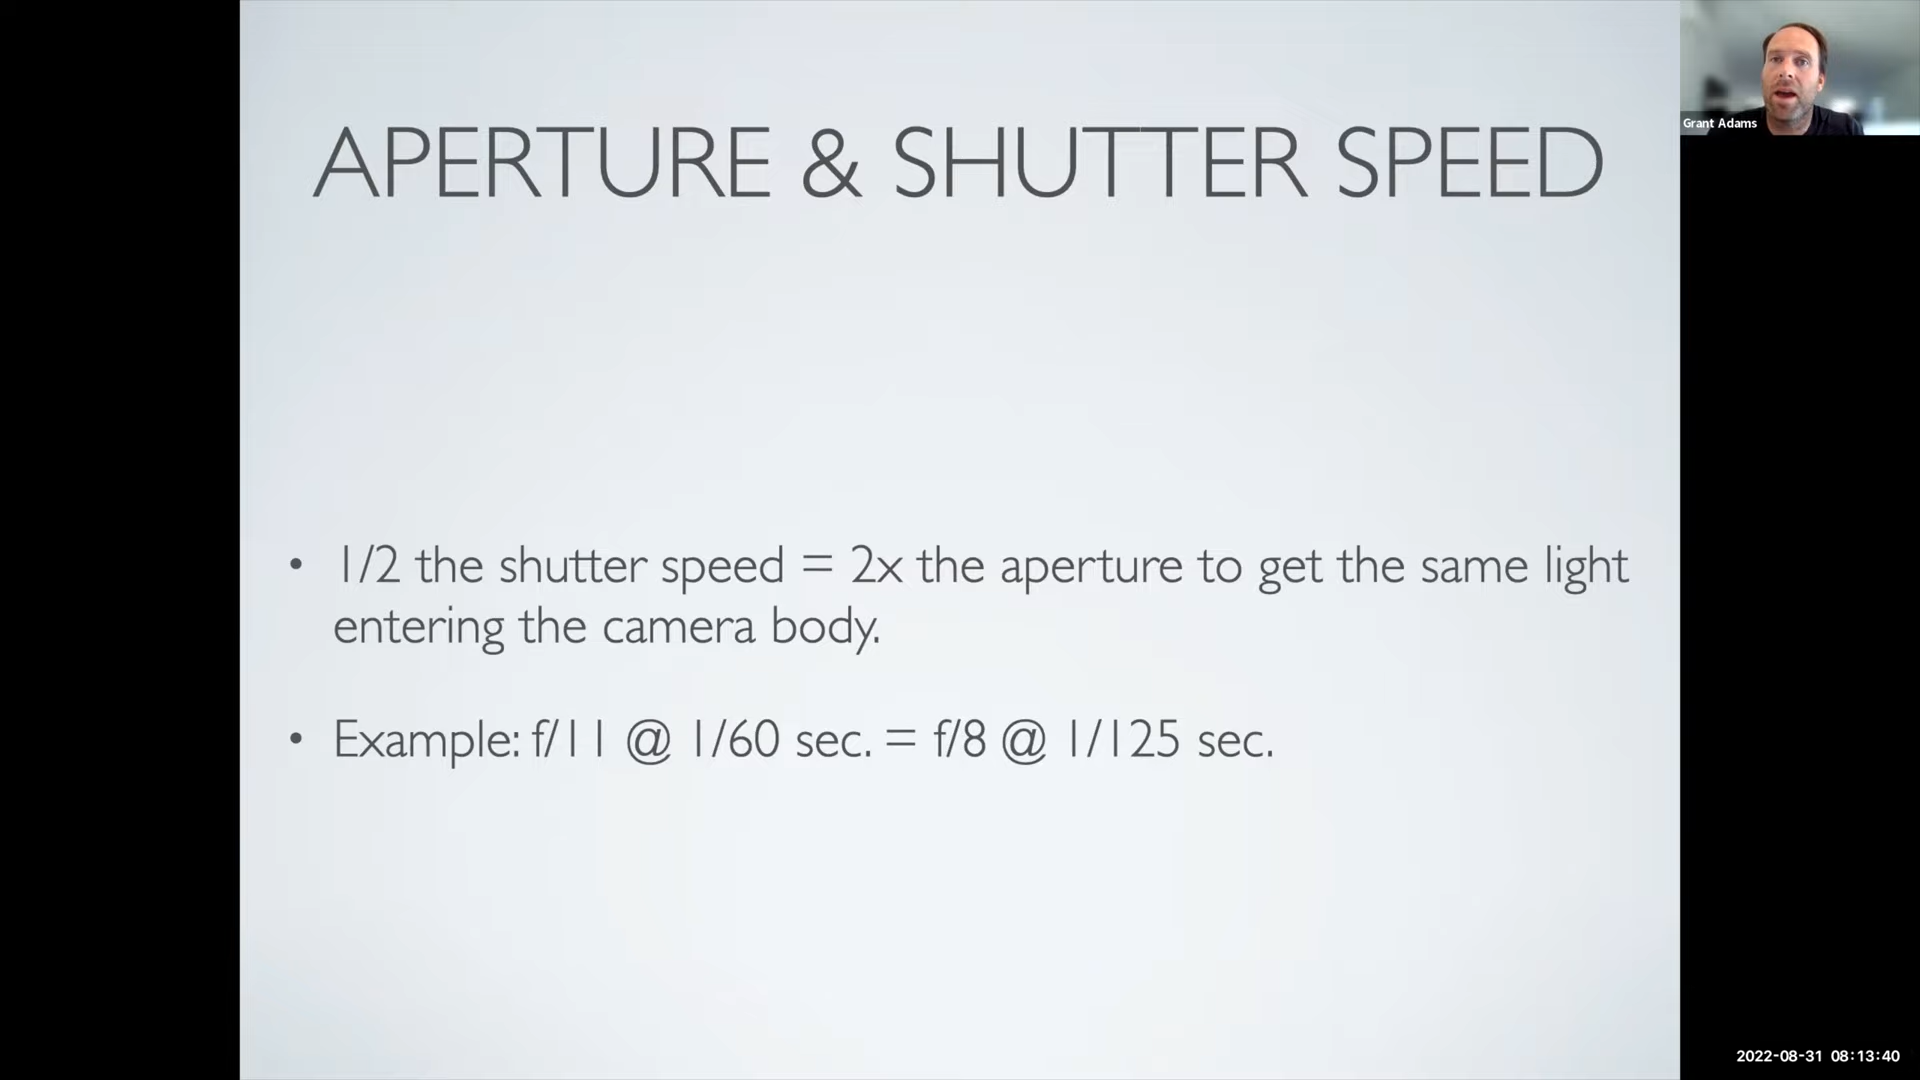 APERTURE & SHUTTER SPEED
Grant Adams
• 1/2 the shutter speed = 2x the aperture to get the same light
entering the camera body.
• Example: f/11 @ 1/60 sec. = f/8 @ 1/125 sec.
2022-08-31 08:13:40